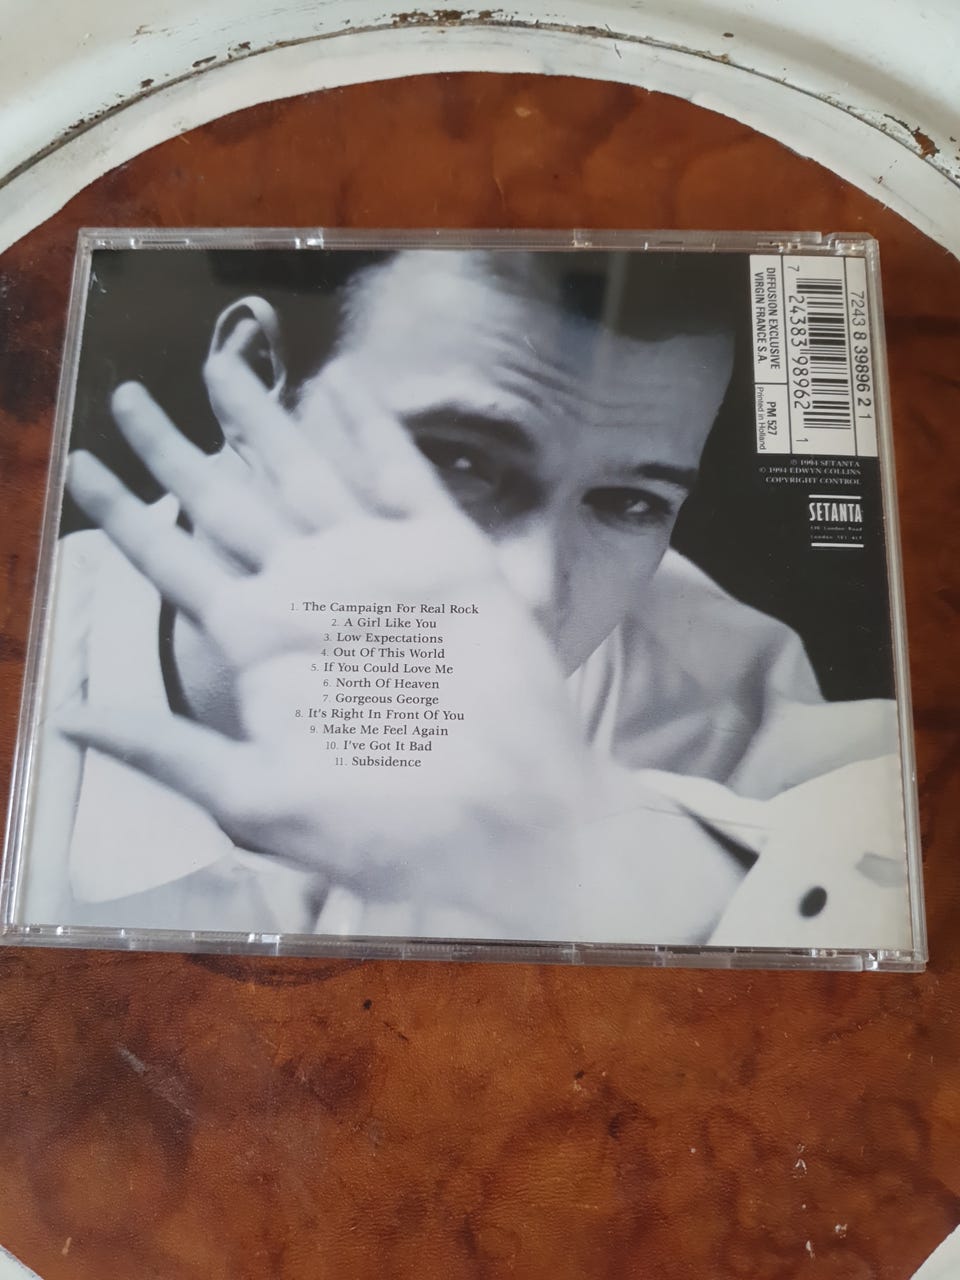 1. The Campaign For Real Rock
2. A Girl Like You
3. Low Expectations
4. Out Of This World
5. If You Could Love Me
6. North Of Heaven
7. Gorgeous George
8. It's Right In Front Of You
9. Make Me Feel Again
10. I've Got It Bad
11. Subsidence
DIFFUSION EXCLUSIVE
VIRGIN FRANCE S.A.
PM 527
Printed in Holland
7243 8 39896 2 1
7 24383 98962 1
℗ 1994 SETANTA
© 1994 EDWYN COLLINS
COPYRIGHT CONTROL
SETANTA
London Road
London SE1